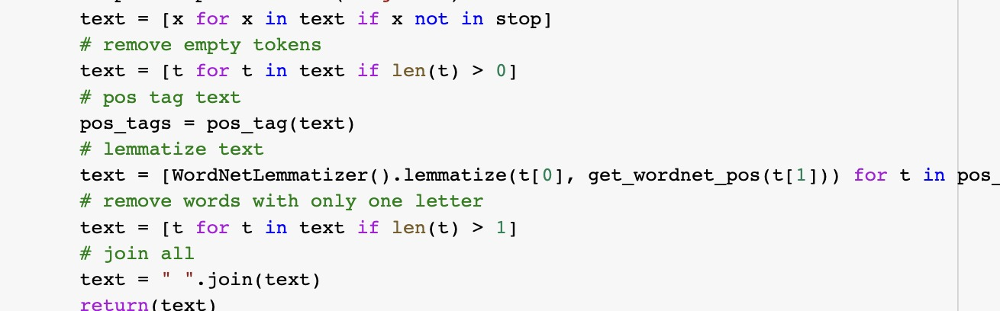 text = [x for x in text if x not in stop]
# remove empty tokens
text = [t for t in text if len(t) > 0]
# pos tag text
pos_tags = pos_tag(text)
# lemmatize text
text = [WordNetLemmatizer().lemmatize(t[0], get_wordnet_pos(t[1])) for t in pos_
# remove words with only one letter
text = [t for t in text if len(t) > 1]
# join all
text = " ".join(text)
return(text)